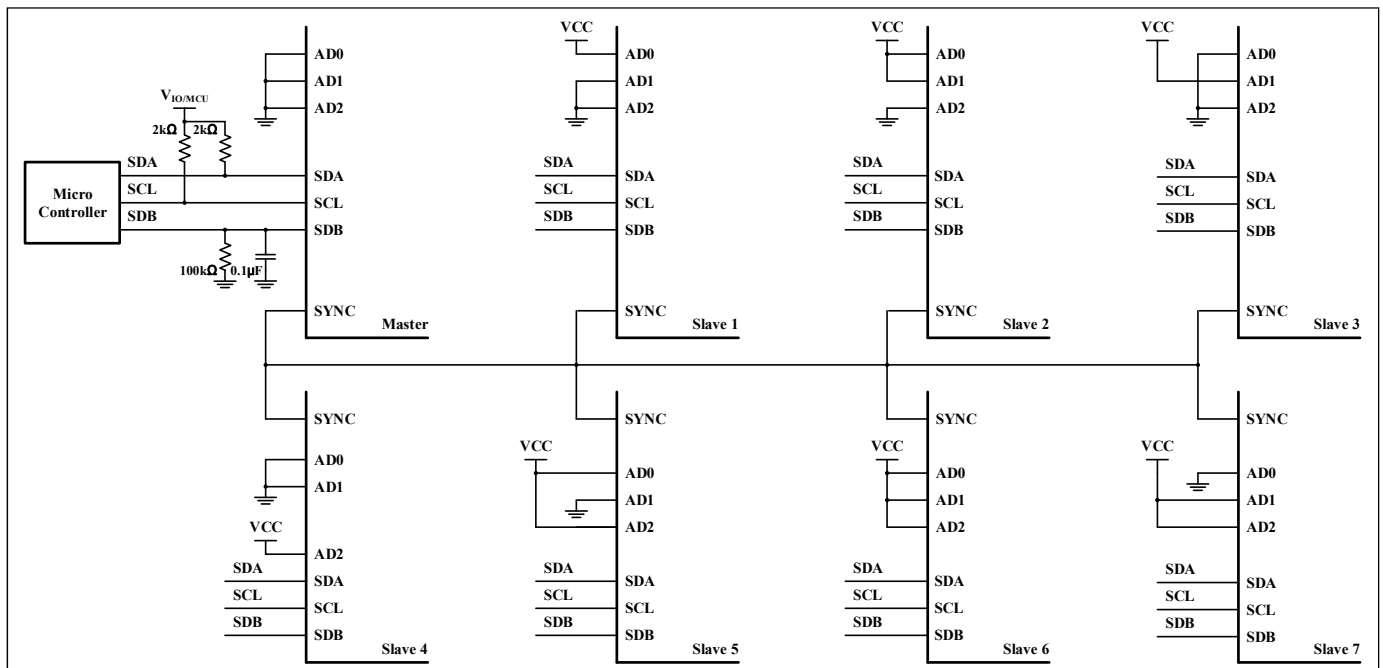 AD0
AD1
AD2
V_IO/MCU
2kΩ 2kΩ
Micro
Controller
SDA
SCL
SDB
SDA
SCL
SDB
100kΩ 0.1μF
SYNC
Master
VCC
AD0
AD1
AD2
SDA
SCL
SDB
SDA
SCL
SDB
SYNC
Slave 1
VCC
AD0
AD1
AD2
SDA
SCL
SDB
SDA
SCL
SDB
SYNC
Slave 2
VCC
AD0
AD1
AD2
SDA
SCL
SDB
SDA
SCL
SDB
SYNC
Slave 3
SYNC
AD0
AD1
VCC
AD2
SDA
SCL
SDB
SDA
SCL
SDB
Slave 4
SYNC
VCC
AD0
AD1
AD2
SDA
SCL
SDB
SDA
SCL
SDB
Slave 5
SYNC
VCC
AD0
AD1
AD2
SDA
SCL
SDB
SDA
SCL
SDB
Slave 6
SYNC
VCC
AD0
AD1
AD2
SDA
SCL
SDB
SDA
SCL
SDB
Slave 7